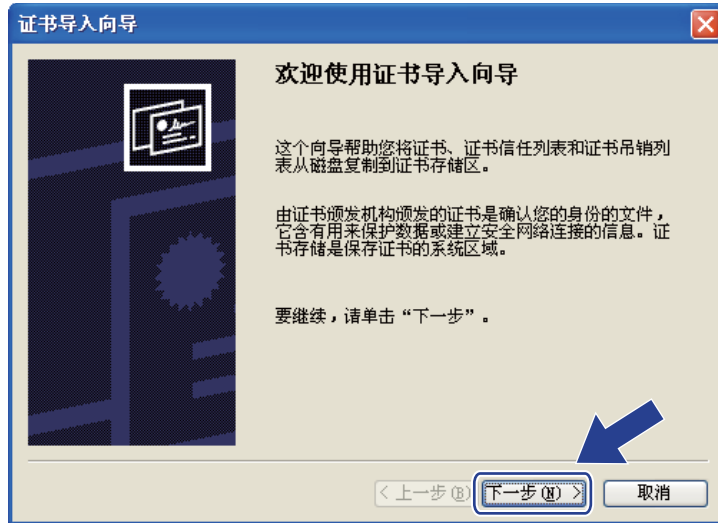 证书导入向导
欢迎使用证书导入向导
这个向导帮助您将证书、证书信任列表和证书吊销列
表从磁盘复制到证书存储区。
由证书颁发机构颁发的证书是确认您的身份的文件，
它含有用来保护数据或建立安全网络连接的信息。证
书存储是保存证书的系统区域。
要继续，请单击“下一步”。
< 上一步(B) 下一步(N) > 取消